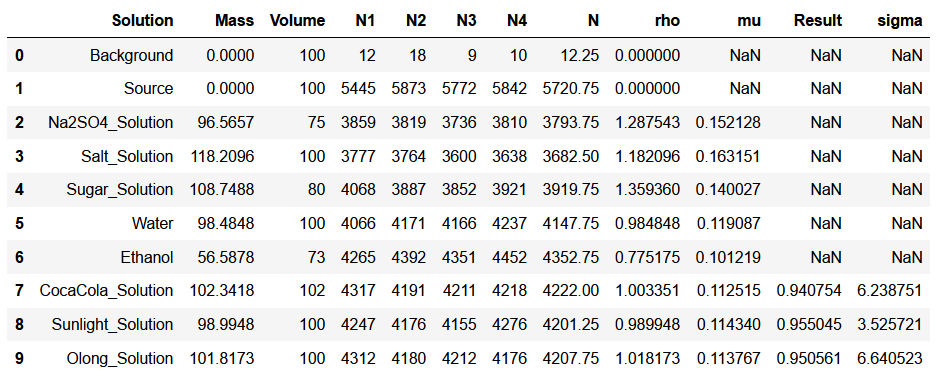 Solution Mass Volume N1 N2 N3 N4 N rho mu Result sigma
0 Background 0.0000 100 12 18 9 10 12.25 0.000000 NaN NaN NaN
1 Source 0.0000 100 5445 5873 5772 5842 5720.75 0.000000 NaN NaN NaN
2 Na2SO4_Solution 96.5657 75 3859 3819 3736 3810 3793.75 1.287543 0.152128 NaN NaN
3 Salt_Solution 118.2096 100 3777 3764 3600 3638 3682.50 1.182096 0.163151 NaN NaN
4 Sugar_Solution 108.7488 80 4068 3887 3852 3921 3919.75 1.359360 0.140027 NaN NaN
5 Water 98.4848 100 4066 4171 4166 4237 4147.75 0.984848 0.119087 NaN NaN
6 Ethanol 56.5878 73 4265 4392 4351 4452 4352.75 0.775175 0.101219 NaN NaN
7 CocaCola_Solution 102.3418 102 4317 4191 4211 4218 4222.00 1.003351 0.112515 0.940754 6.238751
8 Sunlight_Solution 98.9948 100 4247 4176 4155 4276 4201.25 0.989948 0.114340 0.955045 3.525721
9 Olong_Solution 101.8173 100 4312 4180 4212 4176 4207.75 1.018173 0.113767 0.950561 6.640523